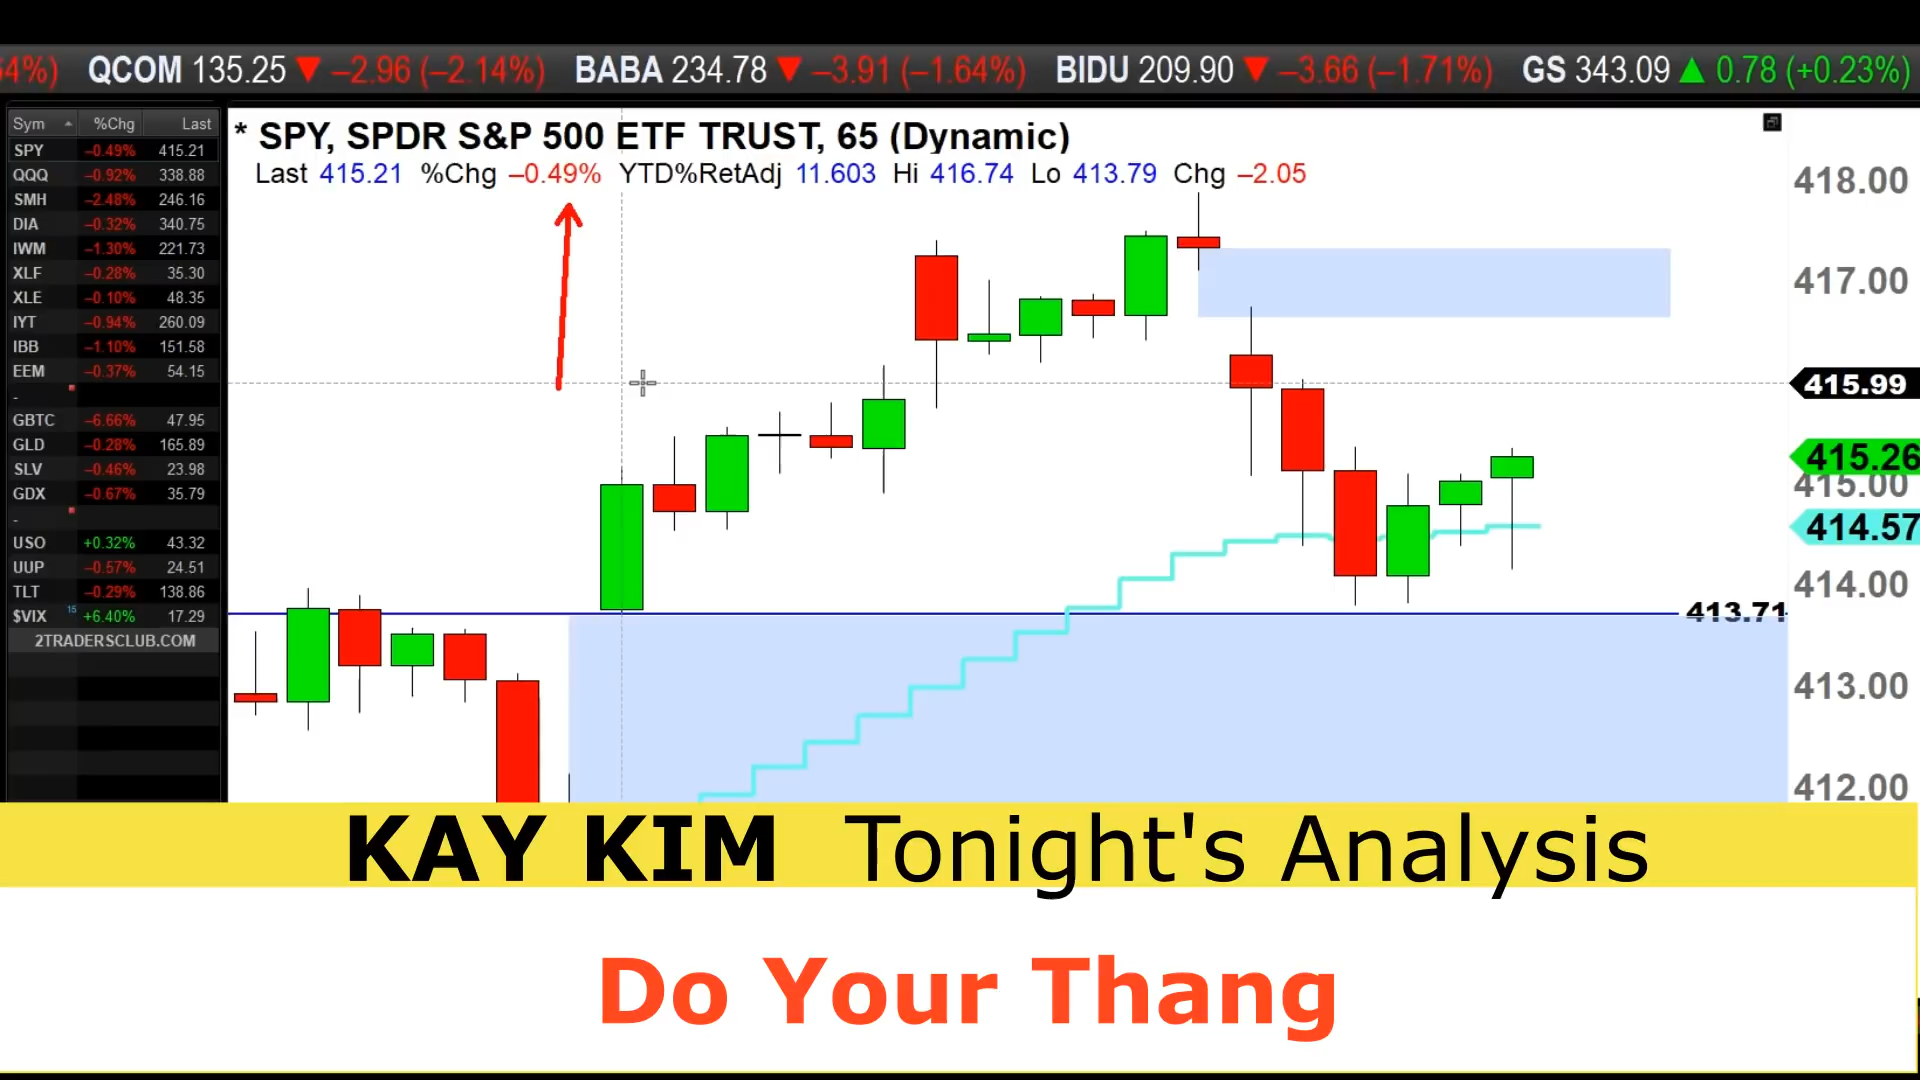 4%) QCOM 135.25 ▼ –2.96 (–2.14%) BABA 234.78 ▼ –3.91 (–1.64%) BIDU 209.90 ▼ –3.66 (–1.71%) GS 343.09 ▲ 0.78 (+0.23%)
Sym %Chg Last
SPY –0.49% 415.21
QQQ –0.92% 338.88
SMH –2.48% 246.16
DIA –0.32% 340.75
IWM –1.30% 221.73
XLF –0.28% 35.30
XLE –0.10% 48.35
IYT –0.94% 260.09
IBB –1.10% 151.58
EEM –0.37% 54.15
-
GBTC –6.66% 47.95
GLD –0.28% 165.89
SLV –0.46% 23.98
GDX –0.67% 35.79
-
USO +0.32% 43.32
UUP –0.57% 24.51
TLT –0.29% 138.86
$VIX 15 +6.40% 17.29
2TRADERSCLUB.COM
* SPY, SPDR S&P 500 ETF TRUST, 65 (Dynamic)
Last 415.21 %Chg –0.49% YTD%RetAdj 11.603 Hi 416.74 Lo 413.79 Chg –2.05
418.00
417.00
415.99
415.26
415.00
414.57
414.00
413.71
413.00
412.00
KAY KIM Tonight's Analysis
Do Your Thang